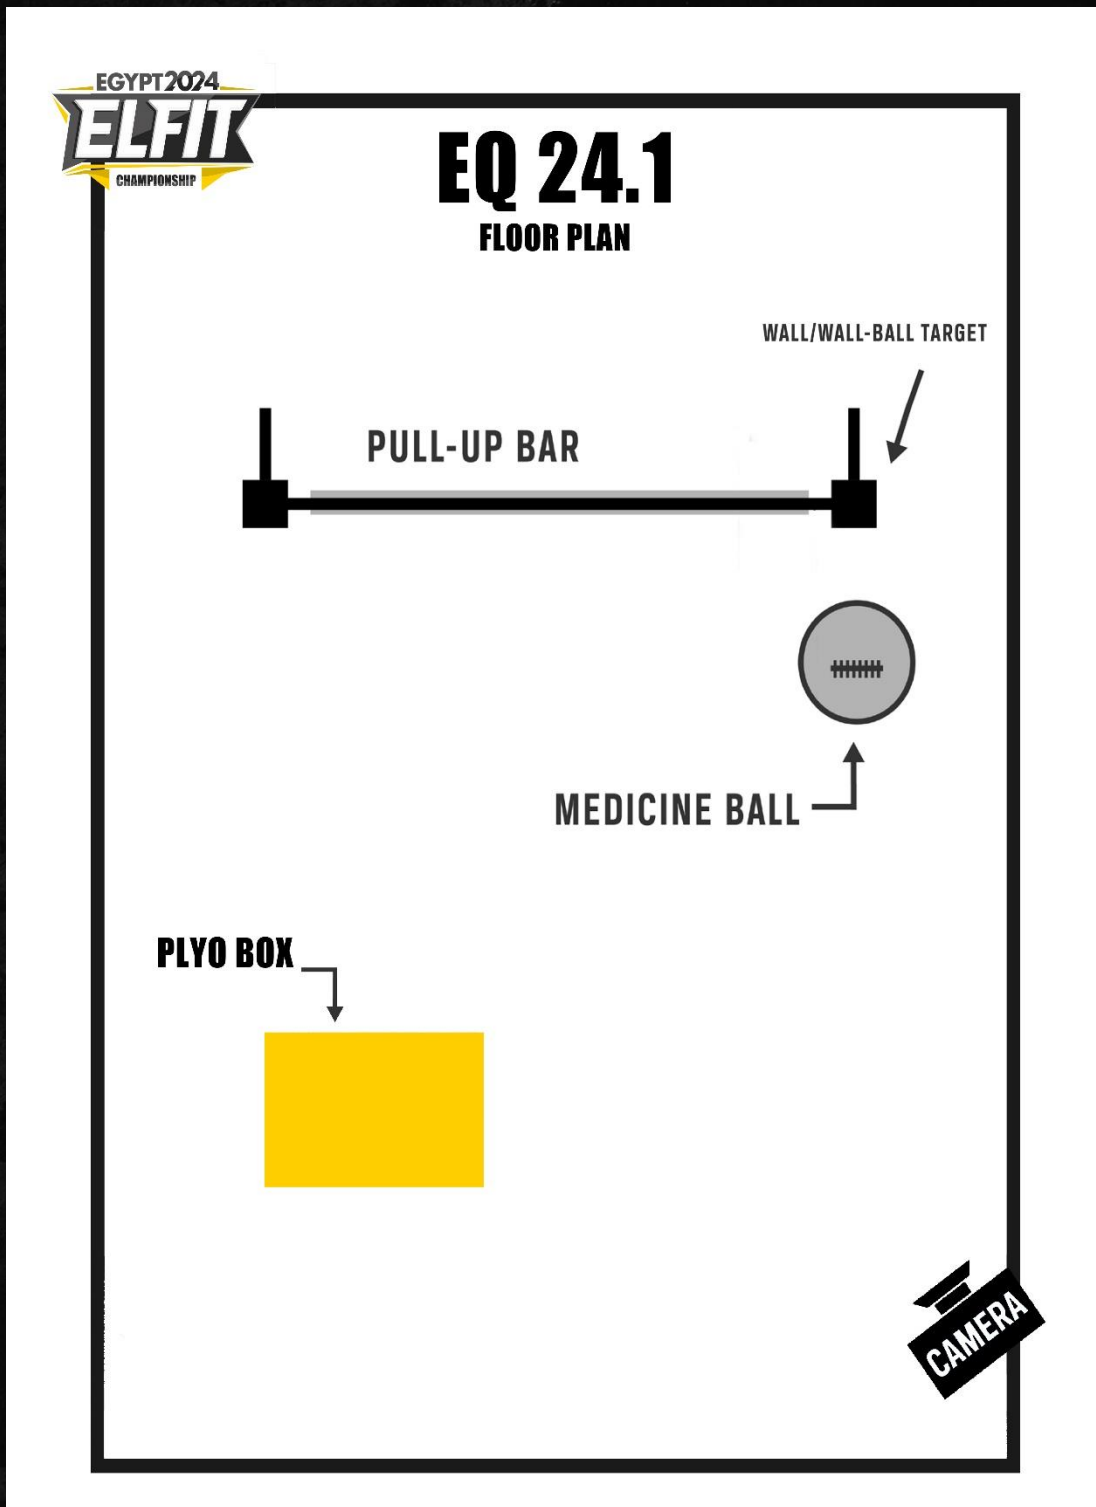 EGYPT2024
ELFIT
CHAMPIONSHIP
EQ 24.1
FLOOR PLAN
WALL/WALL-BALL TARGET
PULL-UP BAR
MEDICINE BALL
PLYO BOX
CAMERA